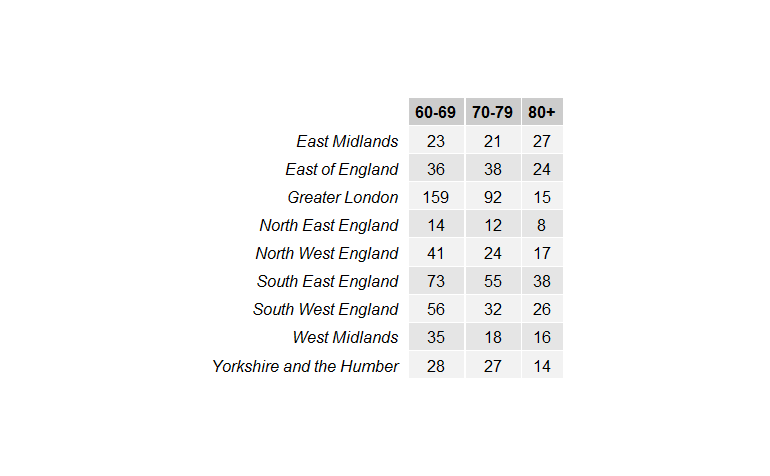 60-69 70-79 80+
East Midlands 23 21 27
East of England 36 38 24
Greater London 159 92 15
North East England 14 12 8
North West England 41 24 17
South East England 73 55 38
South West England 56 32 26
West Midlands 35 18 16
Yorkshire and the Humber 28 27 14